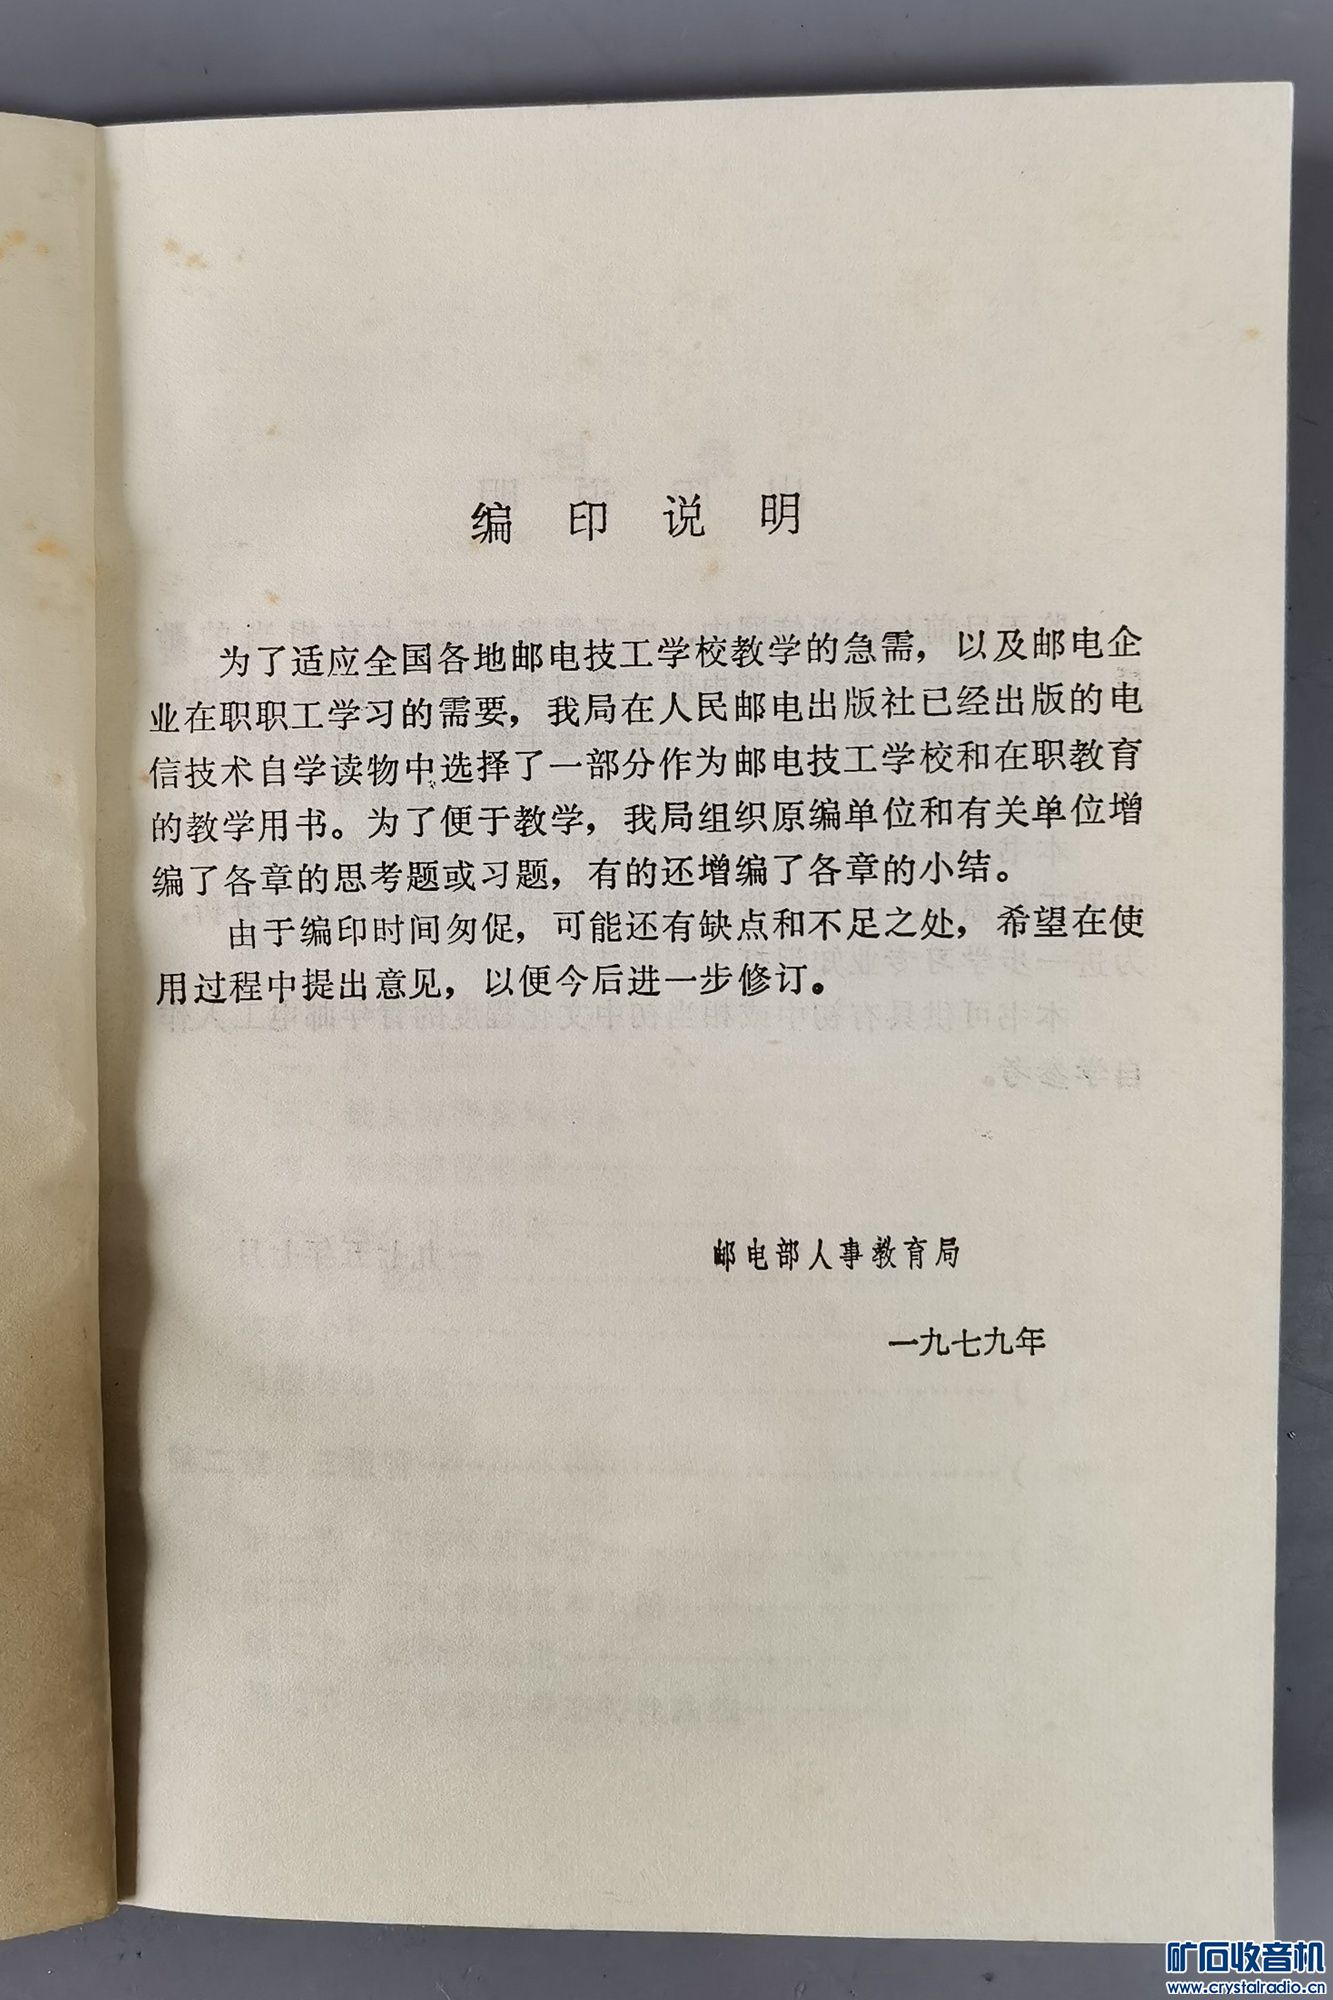 编印说明
为了适应全国各地邮电技工学校教学的急需，以及邮电企
业在职职工学习的需要，我局在人民邮电出版社已经出版的电
信技术自学读物中选择了一部分作为邮电技工学校和在职教育
的教学用书。为了便于教学，我局组织原编单位和有关单位增
编了各章的思考题或习题，有的还增编了各章的小结。
由于编印时间匆促，可能还有缺点和不足之处，希望在使
用过程中提出意见，以便今后进一步修订。
邮电部人事教育局
一九七九年
矿石收音机
www.crystalradio.cn